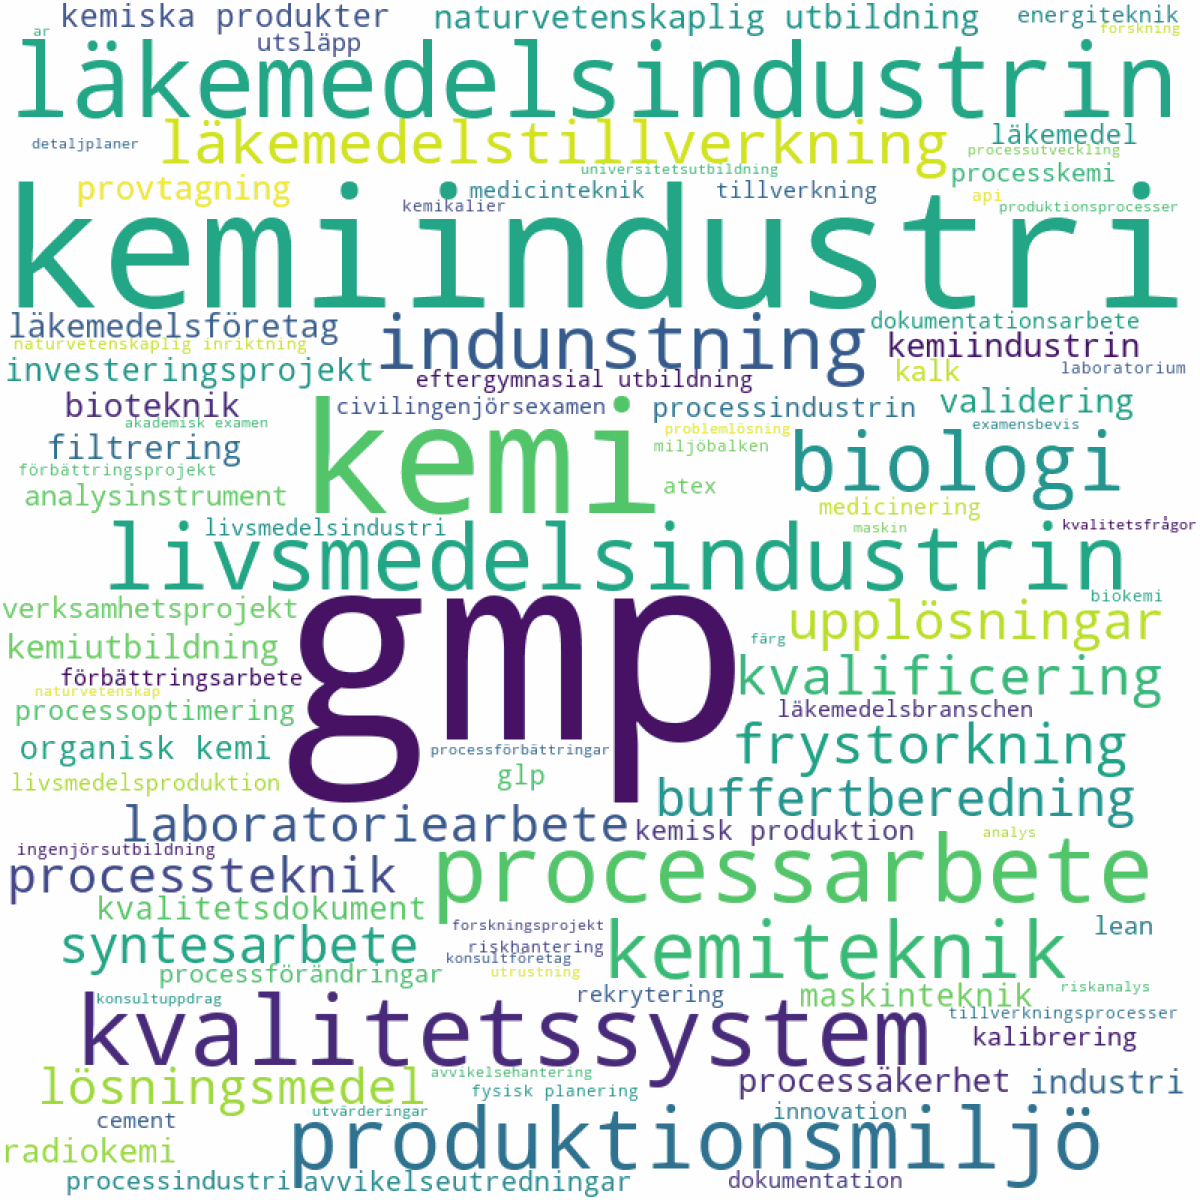 kemiska produkter naturvetenskaplig utbildning energiteknik
ar utsläpp forskning
läkemedelsindustrin
detaljplaner läkemedelstillverkning läkemedel
universitetsutbildning processutveckling
provtagning medicinteknik tillverkning processkemi
kemikalier api produktionsprocesser
kemiindustri
läkemedelsföretag indunstning dokumentationsarbete
naturvetenskaplig inriktning kemiindustrin
investeringsprojekt eftergymnasial utbildning kalk laboratorium
bioteknik civilingenjörsexamen processindustrin validering
akademisk examen problemlösning examensbevis
filtrering kemi miljöbalken biologi
förbättringsprojekt
analysinstrument atex medicinering
livsmedelsindustri maskin kvalitetsfrågor
livsmedelsindustrin
verksamhetsprojekt biokemi
kemiutbildning gmp färg upplösningar
förbättringsarbete kvalificering
naturvetenskap
processoptimering läkemedelsbranschen
organisk kemi processförbättringar frystorkning
livsmedelsproduktion glp buffertberedning
laboratoriearbete kemisk produktion analys
ingenjörsutbildning
processteknik processarbete
kvalitetsdokument
syntesarbete forskningsprojekt kemiteknik lean
riskhantering
konsultföretag
processförändringar utrustning
konsultuppdrag rekrytering maskinteknik riskanalys
kvalitetssystem tillverkningsprocesser
kalibrering
lösningsmedel avvikelsehantering processäkerhet industri
fysisk planering
cement utvärderingar innovation
radiokemi produktionsmiljö
processindustri avvikelseutredningar dokumentation